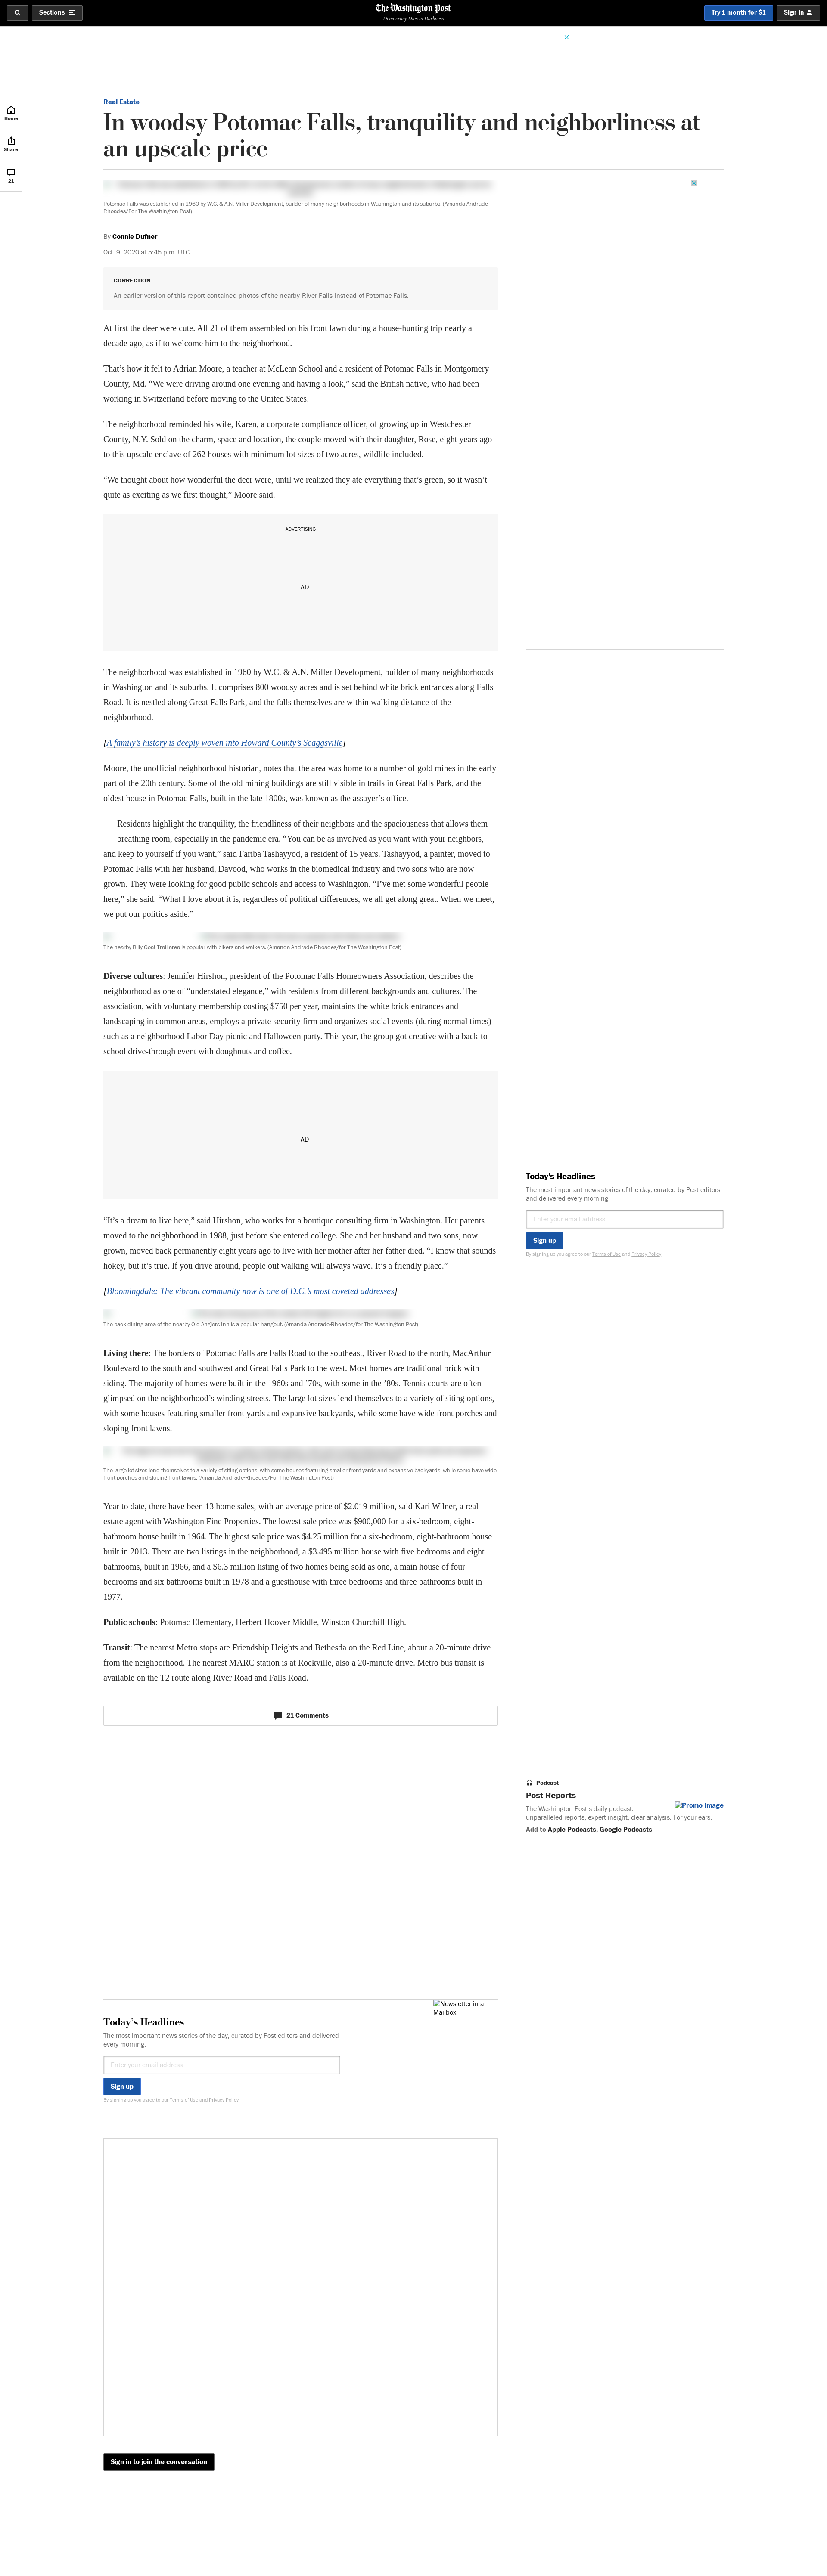 Sections
The Washington Post
Democracy Dies in Darkness
Try 1 month for $1
Sign in
Home
Share
21
Real Estate
In woodsy Potomac Falls, tranquility and neighborliness at
an upscale price
Potomac Falls was established in 1960 by W.C. & A.N. Miller Development, builder of many neighborhoods in Washington and its suburbs. (Amanda Andrade-
Rhoades/For The Washington Post)
By Connie Dufner
Oct. 9, 2020 at 5:45 p.m. UTC
CORRECTION
An earlier version of this report contained photos of the nearby River Falls instead of Potomac Falls.
At first the deer were cute. All 21 of them assembled on his front lawn during a house-hunting trip nearly a
decade ago, as if to welcome him to the neighborhood.
That’s how it felt to Adrian Moore, a teacher at McLean School and a resident of Potomac Falls in Montgomery
County, Md. “We were driving around one evening and having a look,” said the British native, who had been
working in Switzerland before moving to the United States.
The neighborhood reminded his wife, Karen, a corporate compliance officer, of growing up in Westchester
County, N.Y. Sold on the charm, space and location, the couple moved with their daughter, Rose, eight years ago
to this upscale enclave of 262 houses with minimum lot sizes of two acres, wildlife included.
“We thought about how wonderful the deer were, until we realized they ate everything that’s green, so it wasn’t
quite as exciting as we first thought,” Moore said.
ADVERTISING
AD
The neighborhood was established in 1960 by W.C. & A.N. Miller Development, builder of many neighborhoods
in Washington and its suburbs. It comprises 800 woodsy acres and is set behind white brick entrances along Falls
Road. It is nestled along Great Falls Park, and the falls themselves are within walking distance of the
neighborhood.
[A family’s history is deeply woven into Howard County’s Scaggsville]
Moore, the unofficial neighborhood historian, notes that the area was home to a number of gold mines in the early
part of the 20th century. Some of the old mining buildings are still visible in trails in Great Falls Park, and the
oldest house in Potomac Falls, built in the late 1800s, was known as the assayer’s office.
Residents highlight the tranquility, the friendliness of their neighbors and the spaciousness that allows them
breathing room, especially in the pandemic era. “You can be as involved as you want with your neighbors,
and keep to yourself if you want,” said Fariba Tashayyod, a resident of 15 years. Tashayyod, a painter, moved to
Potomac Falls with her husband, Davood, who works in the biomedical industry and two sons who are now
grown. They were looking for good public schools and access to Washington. “I’ve met some wonderful people
here,” she said. “What I love about it is, regardless of political differences, we all get along great. When we meet,
we put our politics aside.”
The nearby Billy Goat Trail area is popular with bikers and walkers. (Amanda Andrade-Rhoades/for The Washington Post)
Diverse cultures: Jennifer Hirshon, president of the Potomac Falls Homeowners Association, describes the
neighborhood as one of “understated elegance,” with residents from different backgrounds and cultures. The
association, with voluntary membership costing $750 per year, maintains the white brick entrances and
landscaping in common areas, employs a private security firm and organizes social events (during normal times)
such as a neighborhood Labor Day picnic and Halloween party. This year, the group got creative with a back-to-
school drive-through event with doughnuts and coffee.
AD
“It’s a dream to live here,” said Hirshon, who works for a boutique consulting firm in Washington. Her parents
moved to the neighborhood in 1988, just before she entered college. She and her husband and two sons, now
grown, moved back permanently eight years ago to live with her mother after her father died. “I know that sounds
hokey, but it’s true. If you drive around, people out walking will always wave. It’s a friendly place.”
[Bloomingdale: The vibrant community now is one of D.C.’s most coveted addresses]
The back dining area of the nearby Old Anglers Inn is a popular hangout. (Amanda Andrade-Rhoades/for The Washington Post)
Living there: The borders of Potomac Falls are Falls Road to the southeast, River Road to the north, MacArthur
Boulevard to the south and southwest and Great Falls Park to the west. Most homes are traditional brick with
siding. The majority of homes were built in the 1960s and ’70s, with some in the ’80s. Tennis courts are often
glimpsed on the neighborhood’s winding streets. The large lot sizes lend themselves to a variety of siting options,
with some houses featuring smaller front yards and expansive backyards, while some have wide front porches and
sloping front lawns.
The large lot sizes lend themselves to a variety of siting options, with some houses featuring smaller front yards and expansive backyards, while some have wide
front porches and sloping front lawns. (Amanda Andrade-Rhoades/For The Washington Post)
Year to date, there have been 13 home sales, with an average price of $2.019 million, said Kari Wilner, a real
estate agent with Washington Fine Properties. The lowest sale price was $900,000 for a six-bedroom, eight-
bathroom house built in 1964. The highest sale price was $4.25 million for a six-bedroom, eight-bathroom house
built in 2013. There are two listings in the neighborhood, a $3.495 million house with five bedrooms and eight
bathrooms, built in 1966, and a $6.3 million listing of two homes being sold as one, a main house of four
bedrooms and six bathrooms built in 1978 and a guesthouse with three bedrooms and three bathrooms built in
1977.
Public schools: Potomac Elementary, Herbert Hoover Middle, Winston Churchill High.
Transit: The nearest Metro stops are Friendship Heights and Bethesda on the Red Line, about a 20-minute drive
from the neighborhood. The nearest MARC station is at Rockville, also a 20-minute drive. Metro bus transit is
available on the T2 route along River Road and Falls Road.
21 Comments
Today’s Headlines
The most important news stories of the day, curated by Post editors and delivered
every morning.
Newsletter in a
Mailbox
Enter your email address
Sign up
By signing up you agree to our Terms of Use and Privacy Policy
Sign in to join the conversation
Today’s Headlines
The most important news stories of the day, curated by Post editors
and delivered every morning.
Enter your email address
Sign up
By signing up you agree to our Terms of Use and Privacy Policy
Podcast
Post Reports
Promo Image
The Washington Post’s daily podcast:
unparalleled reports, expert insight, clear analysis. For your ears.
Add to Apple Podcasts, Google Podcasts